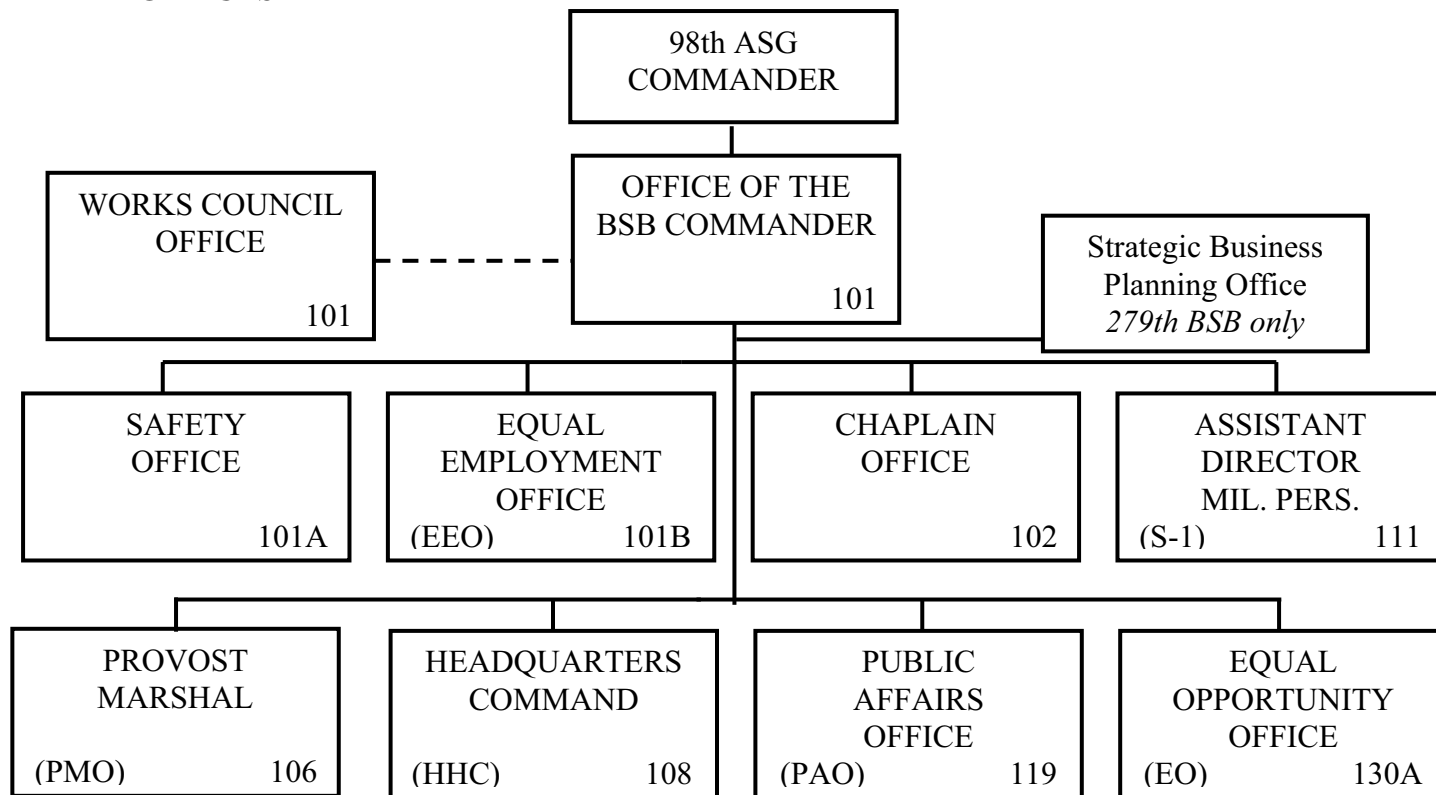 98th ASG
COMMANDER
OFFICE OF THE
BSB COMMANDER
101
WORKS COUNCIL
OFFICE
101
Strategic Business
Planning Office
279th BSB only
SAFETY
OFFICE
101A
EQUAL
EMPLOYMENT
OFFICE
(EEO) 101B
CHAPLAIN
OFFICE
102
ASSISTANT
DIRECTOR
MIL. PERS.
(S-1) 111
PROVOST
MARSHAL
(PMO) 106
HEADQUARTERS
COMMAND
(HHC) 108
PUBLIC
AFFAIRS
OFFICE
(PAO) 119
EQUAL
OPPORTUNITY
OFFICE
(EO) 130A